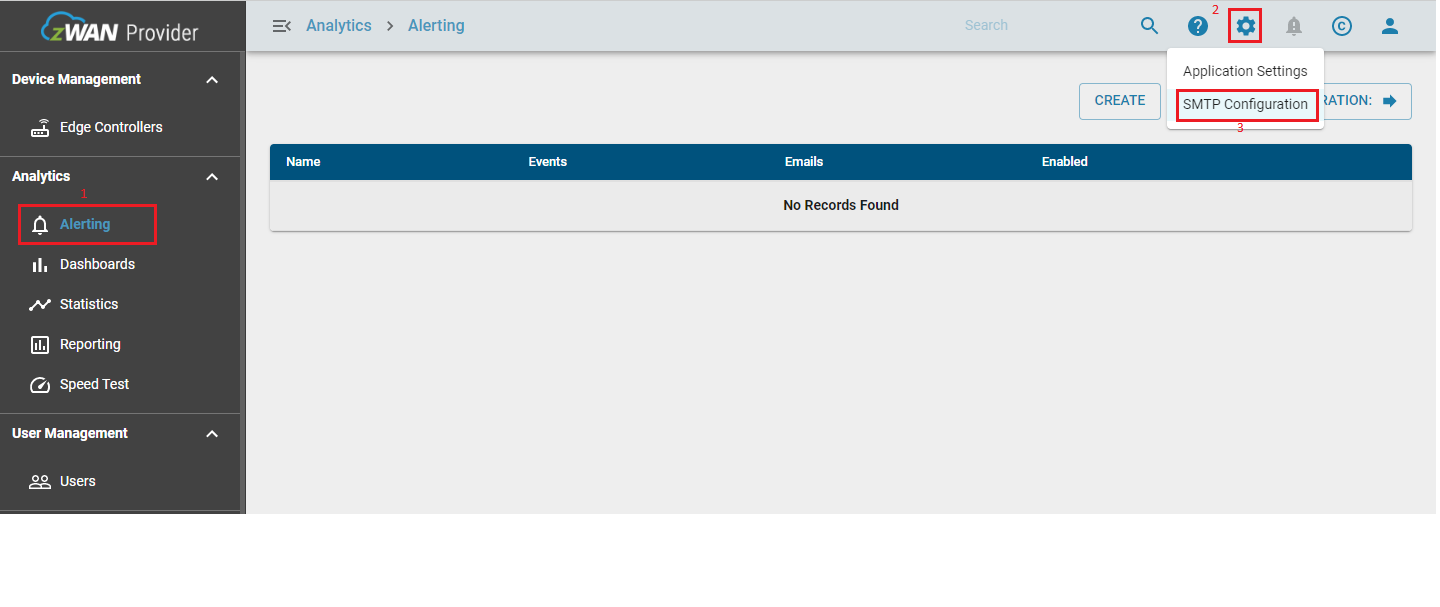 zWAN Provider
Analytics > Alerting
Search
2
Device Management
Application Settings
Edge Controllers
CREATE
SMTP Configuration
RATION:
3
Name Events Emails Enabled
Analytics
1
No Records Found
Alerting
Dashboards
Statistics
Reporting
Speed Test
User Management
Users